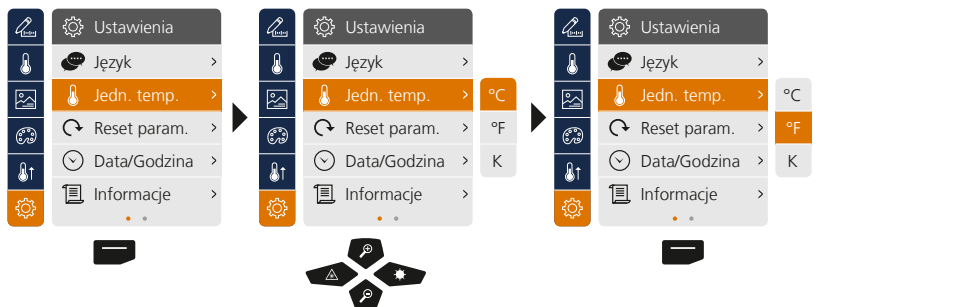 Ustawienia
Język
Jedn. temp.
Reset param.
Data/Godzina
Informacje
Ustawienia
Język
Jedn. temp.
Reset param.
Data/Godzina
Informacje
°C
°F
K
Ustawienia
Język
Jedn. temp.
Reset param.
Data/Godzina
Informacje
°C
°F
K